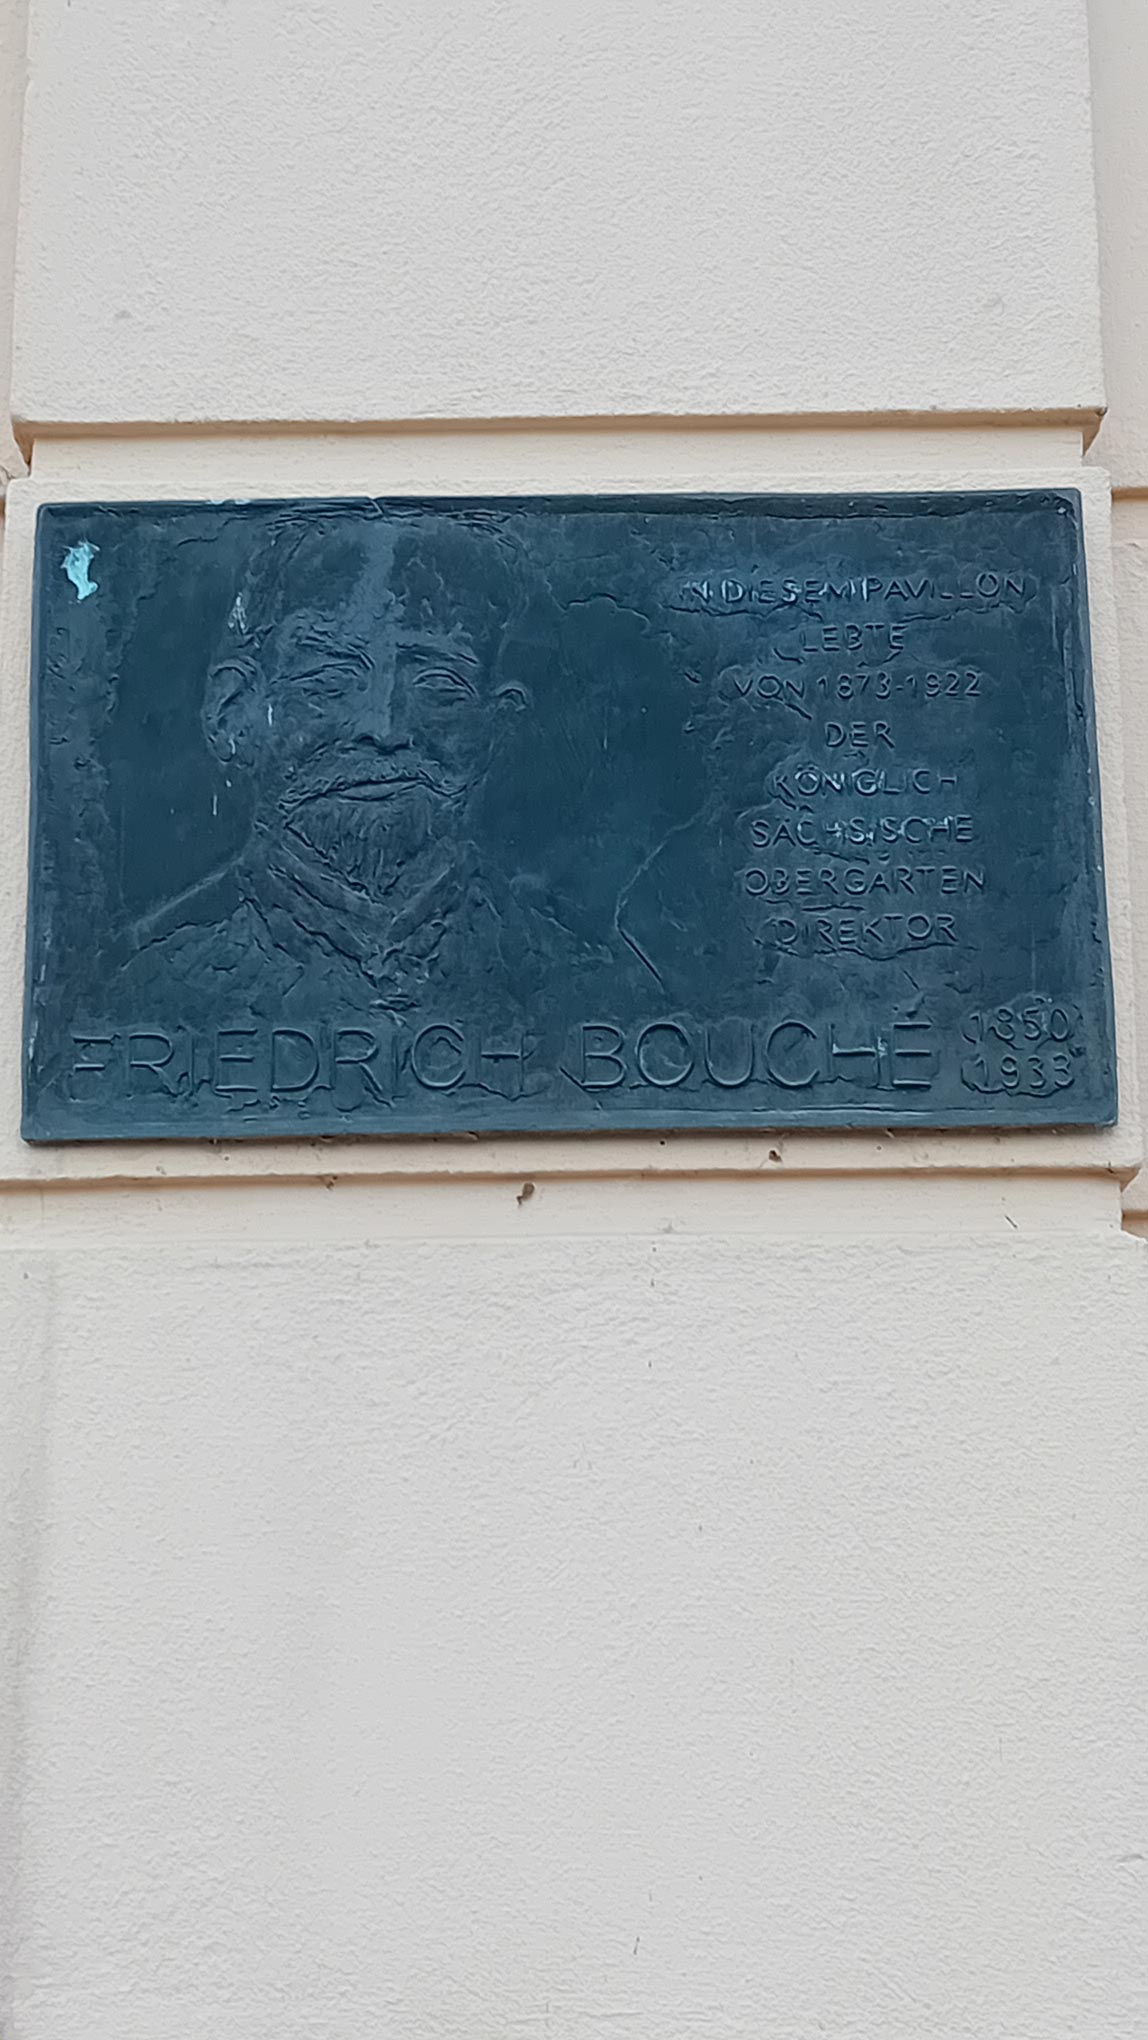 IN DIESEM PAVILLON
LEBTE
VON 1873-1922
DER
KÖNIGLICH
SÄCHSISCHE
OBERGARTEN
DIREKTOR
FRIEDRICH BOUCHÉ 1850
1933